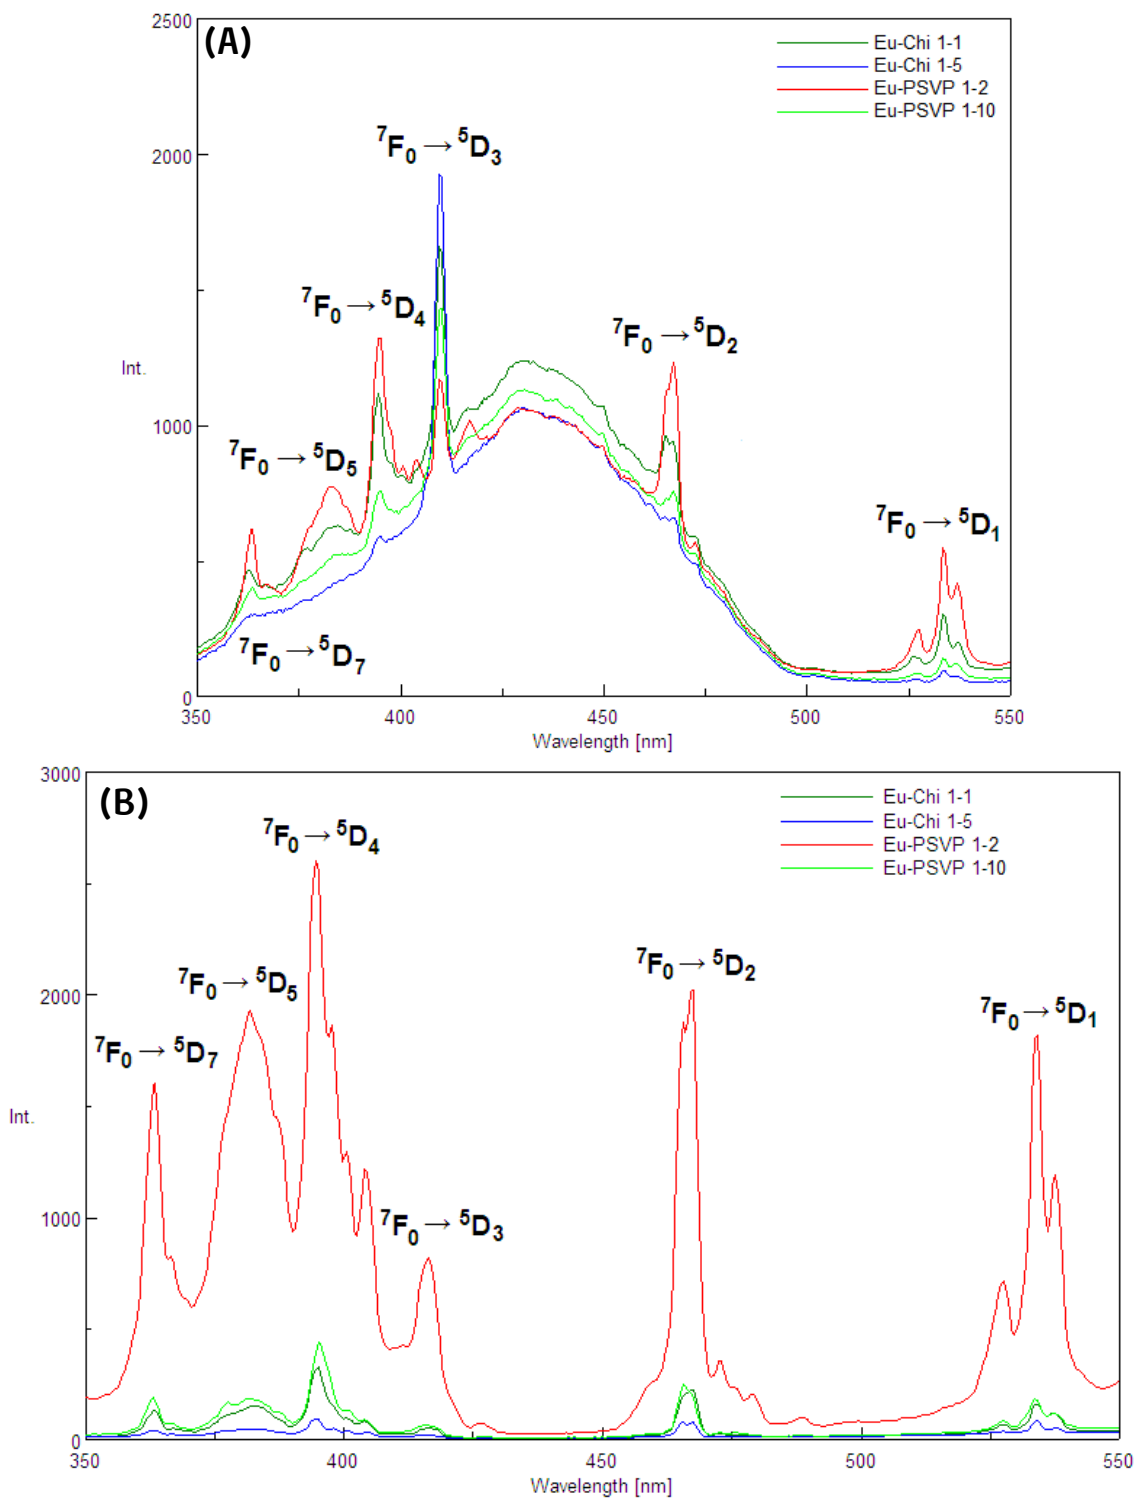 (A)
2500
Eu-Chi 1-1
Eu-Chi 1-5
Eu-PSVP 1-2
Eu-PSVP 1-10
⁷F₀→⁵D₃
2000
⁷F₀→⁵D₄
⁷F₀→⁵D₂
Int.
1000
⁷F₀→⁵D₅
⁷F₀→⁵D₁
⁷F₀→⁵D₇
0
350 400 450 500 550
Wavelength [nm]
(B)
3000
Eu-Chi 1-1
Eu-Chi 1-5
Eu-PSVP 1-2
Eu-PSVP 1-10
⁷F₀→⁵D₄
⁷F₀→⁵D₂
⁷F₀→⁵D₅
2000
⁷F₀→⁵D₁
⁷F₀→⁵D₇
Int.
1000
⁷F₀→⁵D₃
0
350 400 450 500 550
Wavelength [nm]